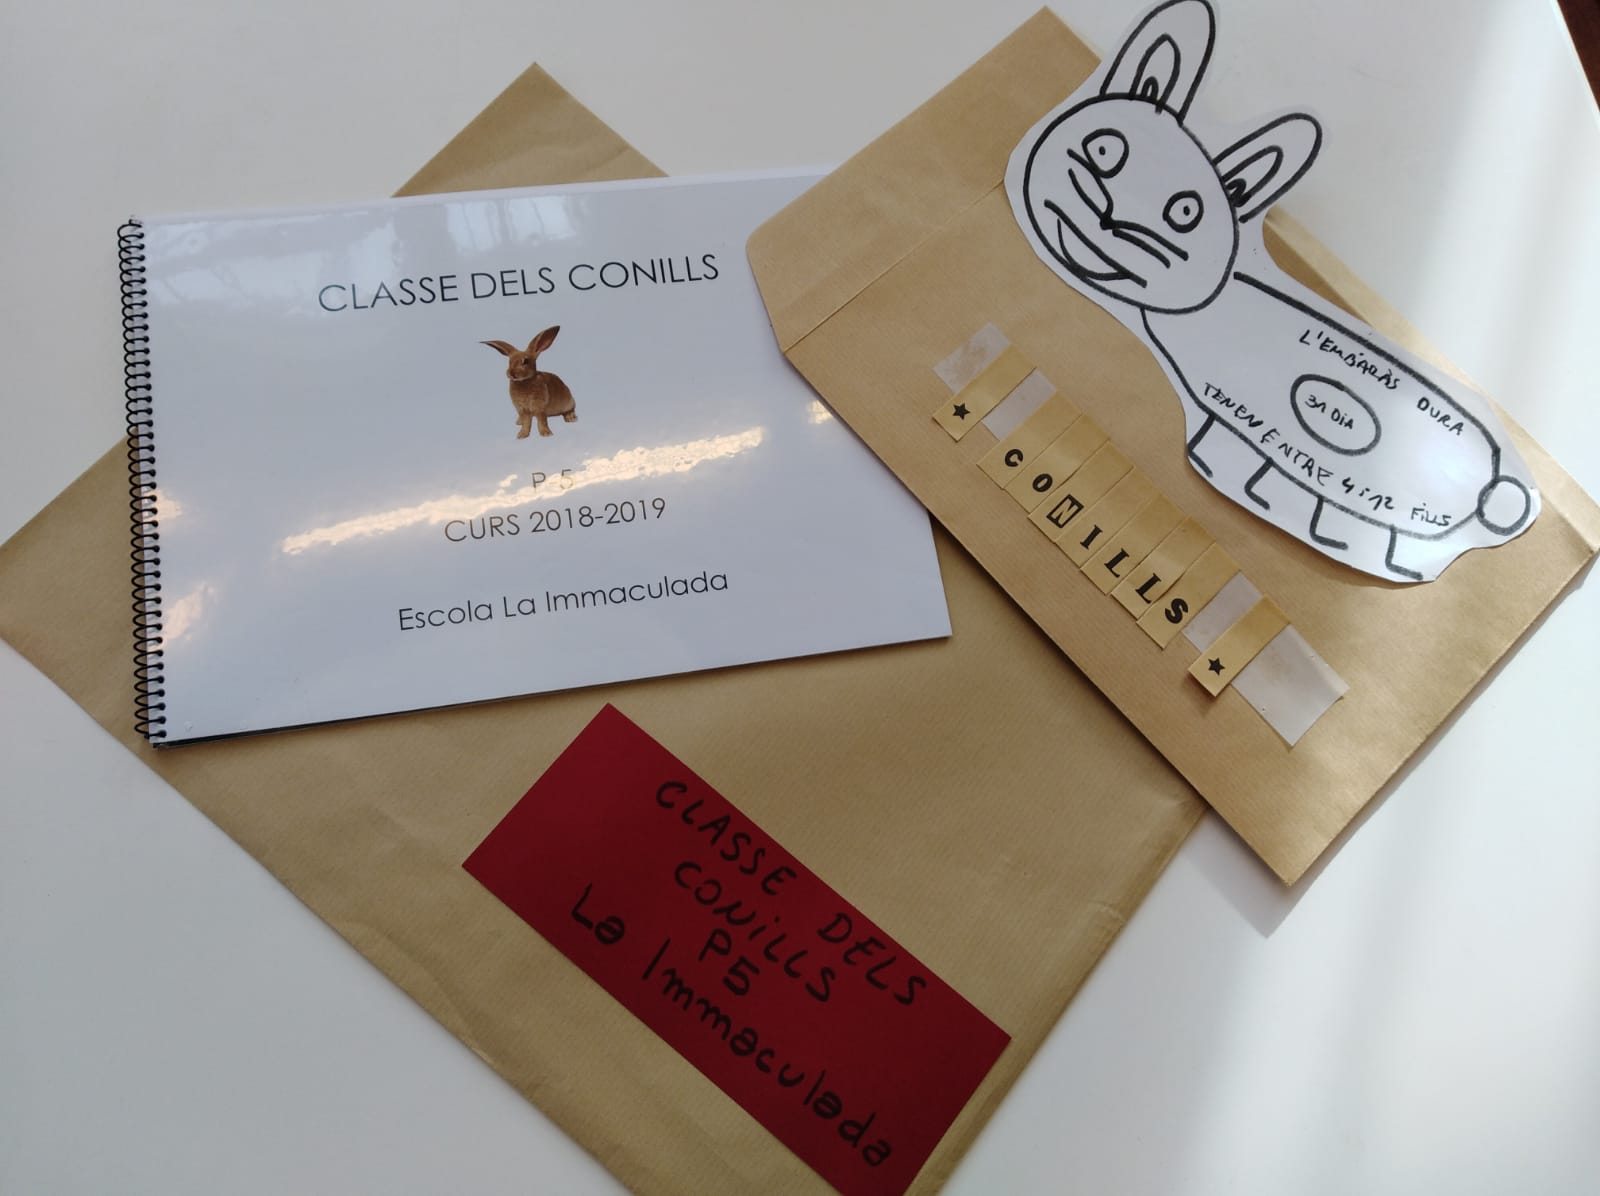 CLASSE DELS CONILLS
P-5
CURS 2018-2019
Escola La Immaculada
L'EMBARÀS DURA
31 DIA
TENEN ENTRE 4 i 12 FILLS
★ CONILLS ★
CLASSE DELS
CONILLS
P5
La Immaculada